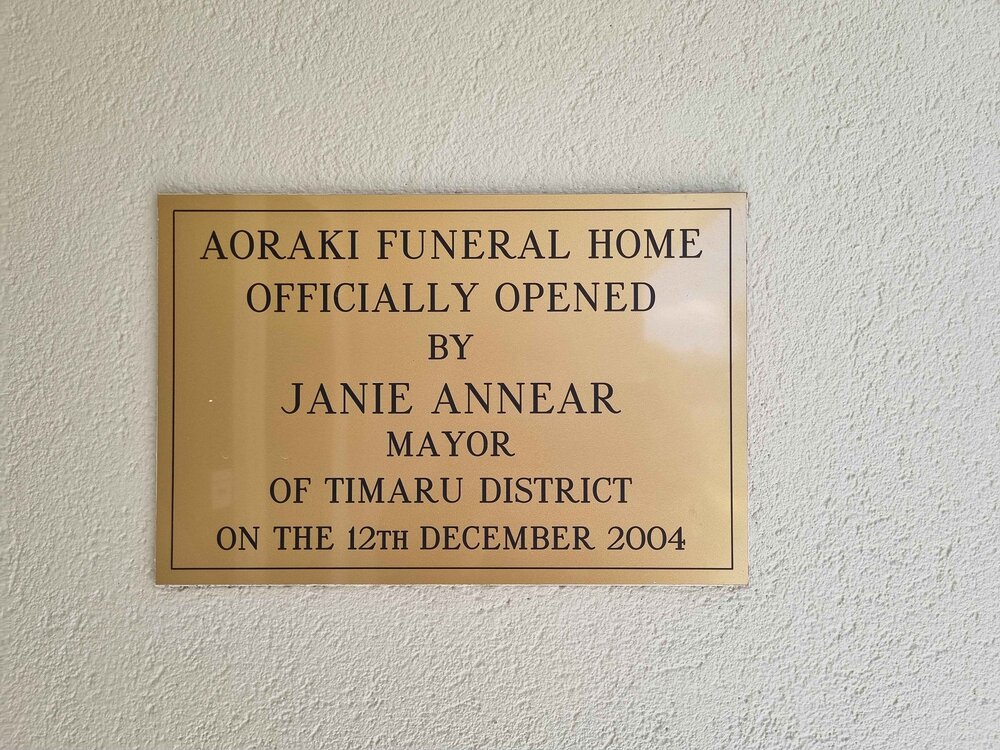 AORAKI FUNERAL HOME
OFFICIALLY OPENED
BY
JANIE ANNEAR
MAYOR
OF TIMARU DISTRICT
ON THE 12TH DECEMBER 2004